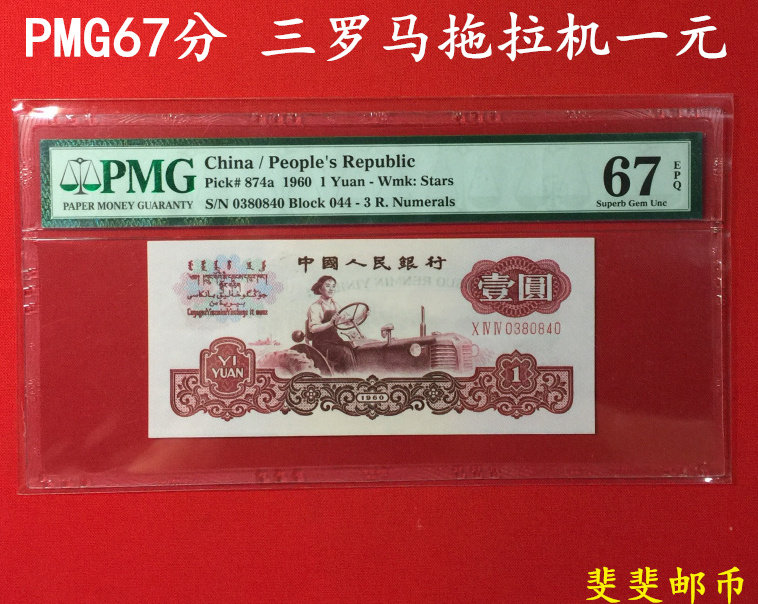 PMG67分 三罗马拖拉机一元
PMG
PAPER MONEY GUARANTY
China / People's Republic
Pick# 874a 1960 1 Yuan - Wmk: Stars
S/N 0380840 Block 044 - 3 R. Numerals
67
EPQ
Superb Gem Unc
中國人民銀行
壹圓
X Ⅳ Ⅳ 0380840
YI
YUAN
1960
1
斐斐邮币